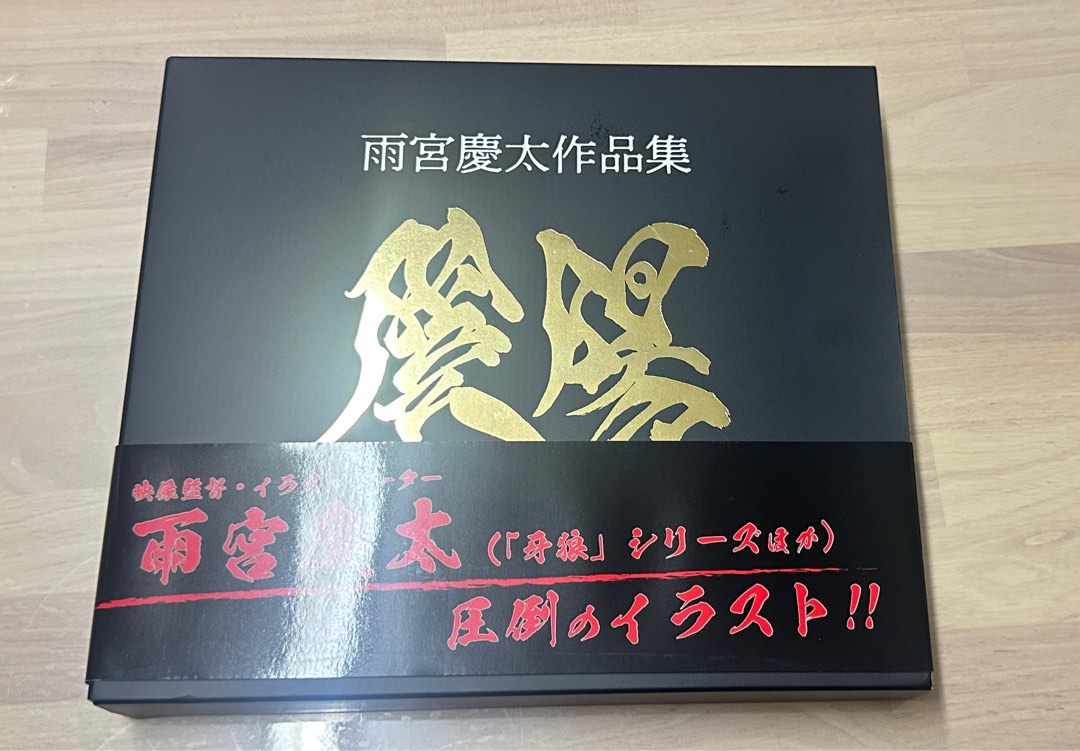 雨宮慶太作品集
陰陽
映像監督・イラストレーター
雨宮慶太(「牙狼」シリーズほか)
圧倒のイラスト!!